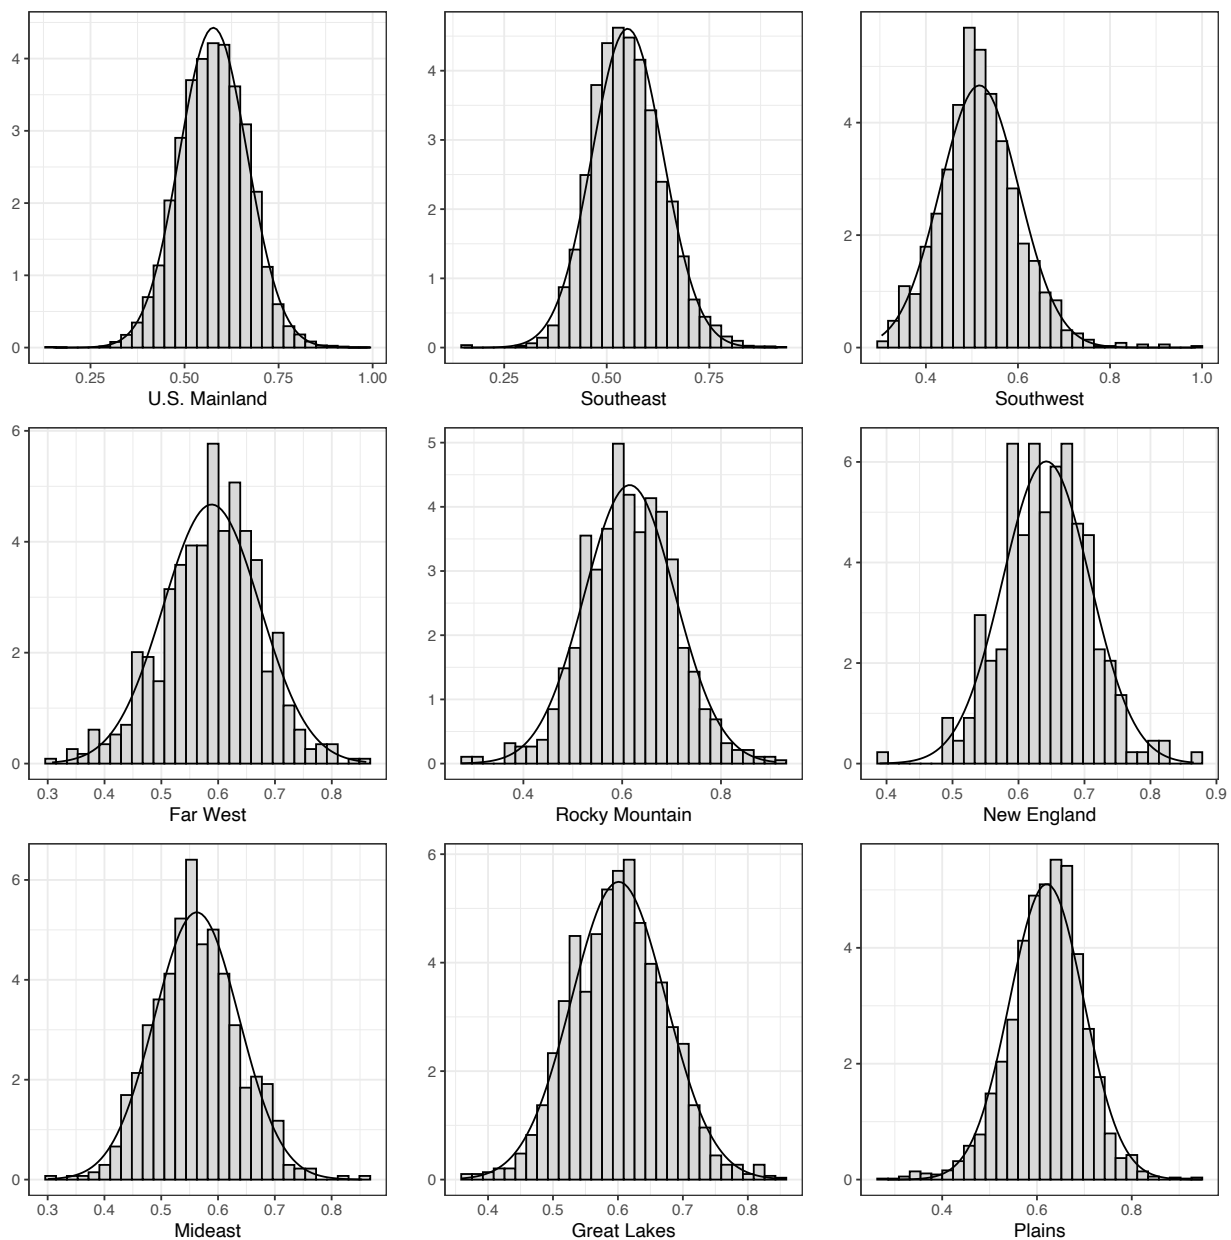 4
3
2
1
0
0.25 0.50 0.75 1.00
U.S. Mainland
4
3
2
1
0
0.25 0.50 0.75
Southeast
4
2
0
0.4 0.6 0.8 1.0
Southwest
6
4
2
0
0.3 0.4 0.5 0.6 0.7 0.8
Far West
5
4
3
2
1
0
0.4 0.6 0.8
Rocky Mountain
6
4
2
0
0.4 0.5 0.6 0.7 0.8 0.9
New England
6
4
2
0
0.3 0.4 0.5 0.6 0.7 0.8
Mideast
6
4
2
0
0.4 0.5 0.6 0.7 0.8
Great Lakes
4
2
0
0.4 0.6 0.8
Plains